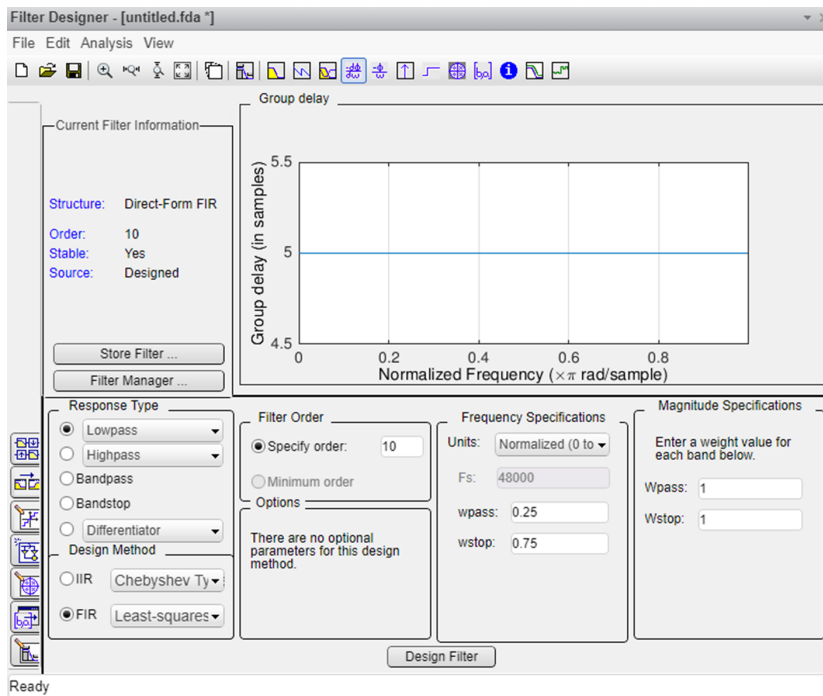 Filter Designer - [untitled.fda *]
File Edit Analysis View
Group delay
Current Filter Information
Structure: Direct-Form FIR
Order: 10
Stable: Yes
Source: Designed
Store Filter ...
Filter Manager ...
Group delay (in samples)
5.5
5
4.5
0 0.2 0.4 0.6 0.8
Normalized Frequency (×π rad/sample)
Response Type
Lowpass
Highpass
Bandpass
Bandstop
Differentiator
Design Method
IIR Chebyshev Ty
FIR Least-squares
Filter Order
Specify order: 10
Minimum order
Options
There are no optional
parameters for this design
method.
Frequency Specifications
Units: Normalized (0 to
Fs: 48000
wpass: 0.25
wstop: 0.75
Magnitude Specifications
Enter a weight value for
each band below.
Wpass: 1
Wstop: 1
Design Filter
Ready